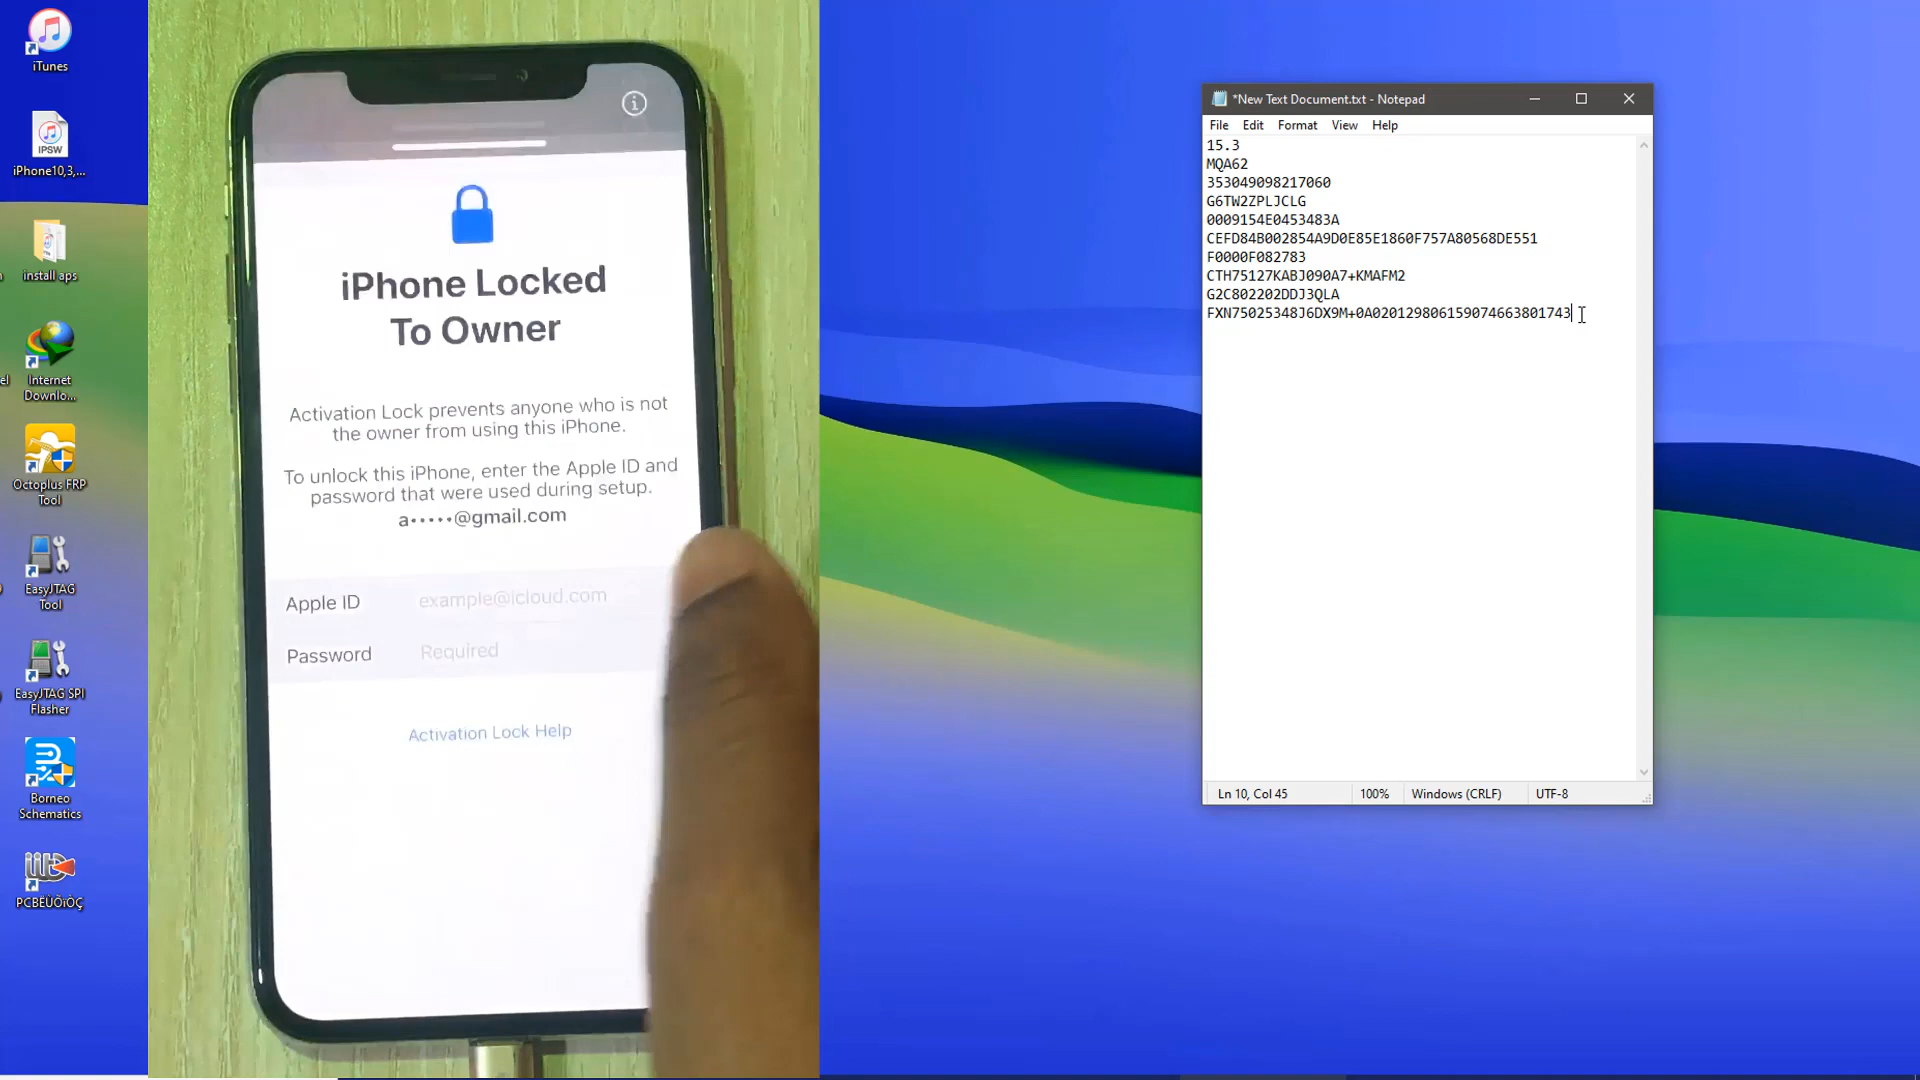 iTunes
IPSW
iPhone10,3,...
install aps
Internet
Downlo...
Octoplus FRP
Tool
EasyJTAG
Tool
EasyJTAG SPI
Flasher
Borneo
Schematics
PCBEÙÕìÒÇ
iPhone Locked
To Owner
Activation Lock prevents anyone who is not
the owner from using this iPhone.
To unlock this iPhone, enter the Apple ID and
password that were used during setup.
a•••••@gmail.com
Apple ID example@icloud.com
Password Required
Activation Lock Help
*New Text Document.txt - Notepad
File Edit Format View Help
15.3
MQA62
353049098217060
G6TW2ZPLJCLG
0009154E0453483A
CEFD84B002854A9D0E85E1860F757A80568DE551
F0000F082783
CTH75127KABJ090A7+KMAFM2
G2C802202DDJ3QLA
FXN75025348J6DX9M+0A020129806159074663801743
Ln 10, Col 45 100% Windows (CRLF) UTF-8